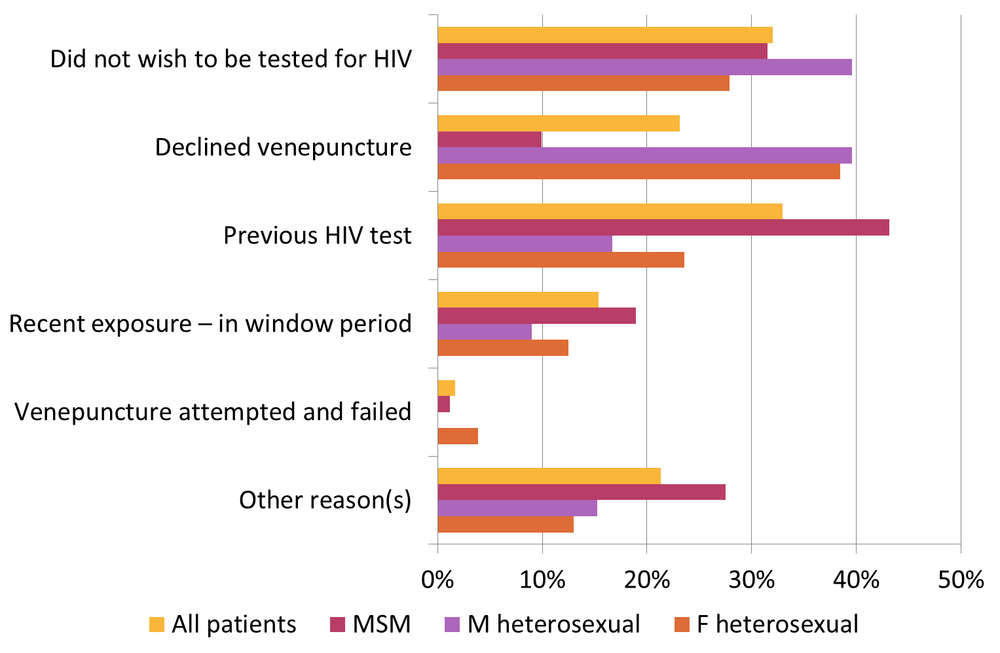 Did not wish to be tested for HIV
Declined venepuncture
Previous HIV test
Recent exposure – in window period
Venepuncture attempted and failed
Other reason(s)
0% 10% 20% 30% 40% 50%
All patients MSM M heterosexual F heterosexual